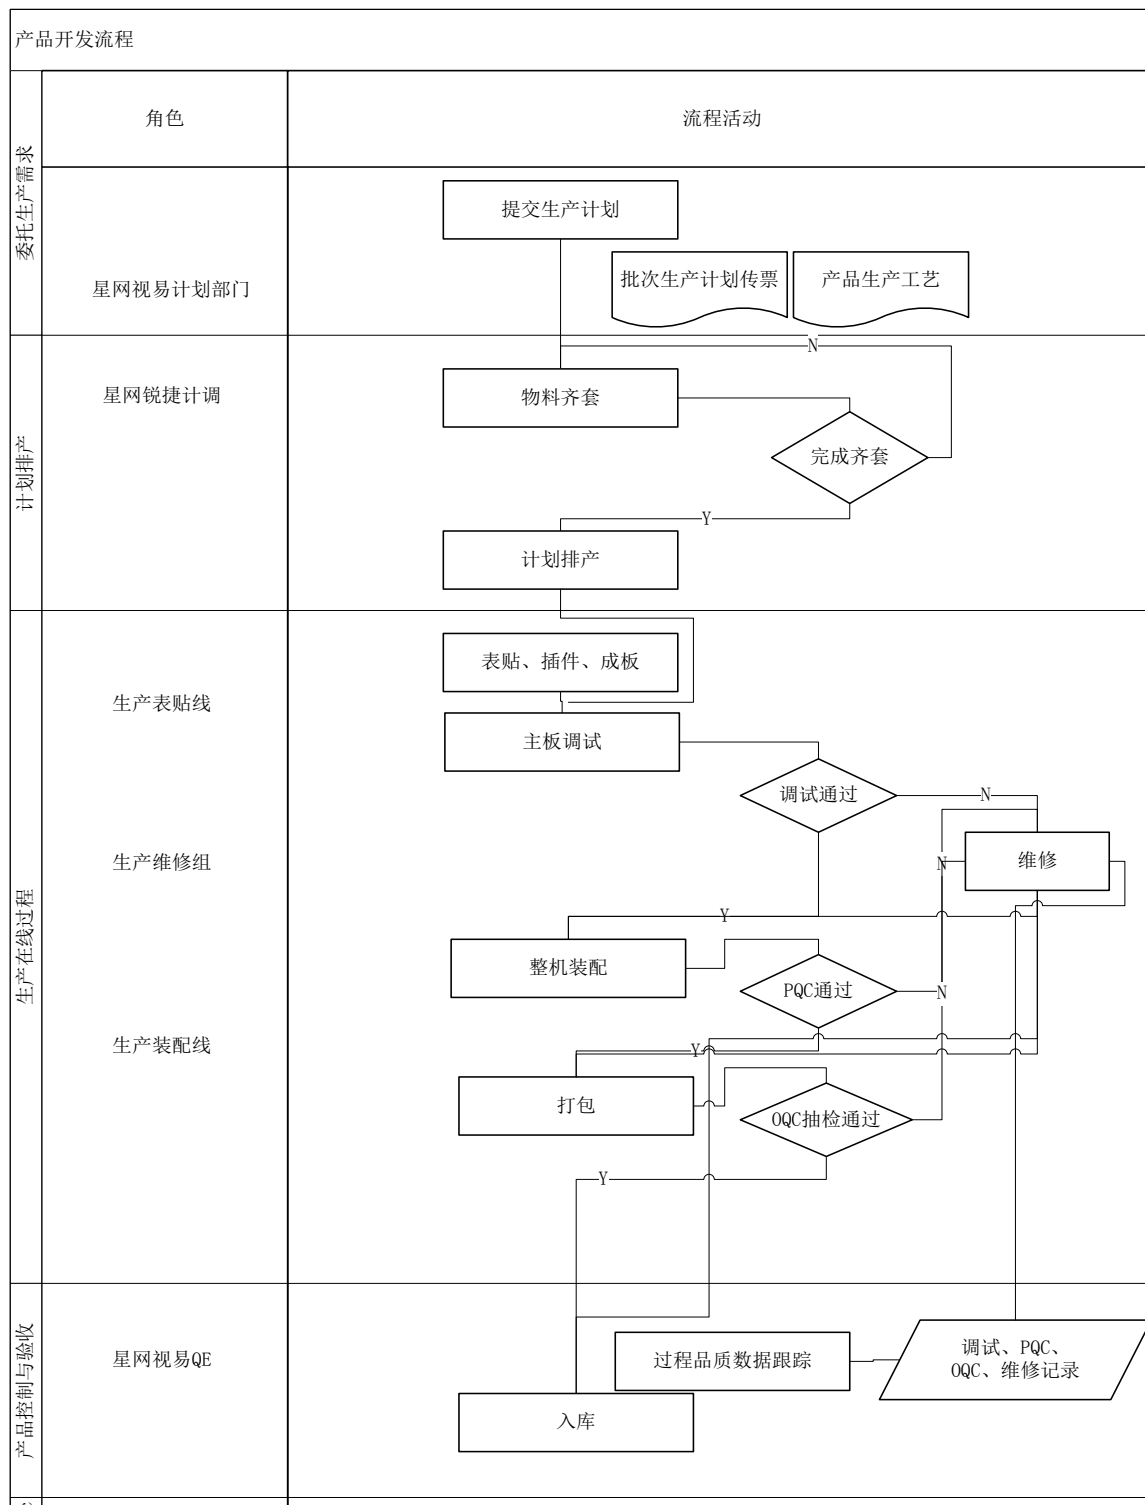 产品开发流程
角色
流程活动
委托生产需求
提交生产计划
批次生产计划传票
产品生产工艺
星网视易计划部门
计划排产
星网锐捷计调
N
物料齐套
完成齐套
Y
计划排产
生产在线过程
表贴、插件、成板
生产表贴线
主板调试
调试通过
N
生产维修组
维修
N
Y
整机装配
PQC通过
N
生产装配线
Y
打包
OQC抽检通过
Y
产品控制与验收
星网视易QE
过程品质数据跟踪
调试、PQC、
OQC、维修记录
入库